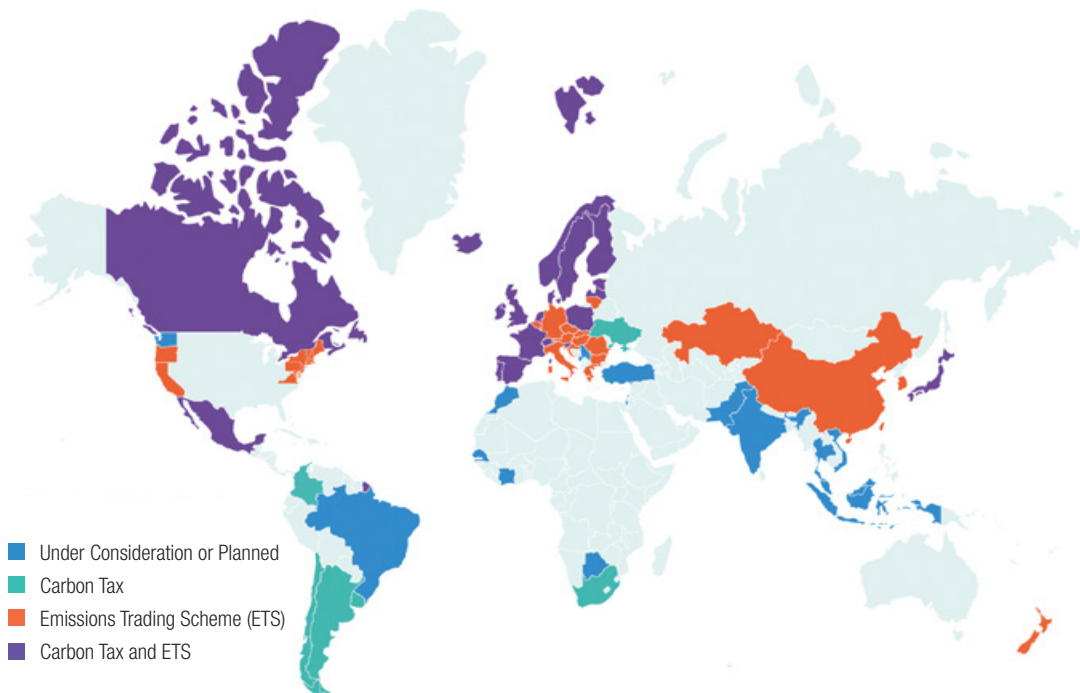 Under Consideration or Planned
Carbon Tax
Emissions Trading Scheme (ETS)
Carbon Tax and ETS